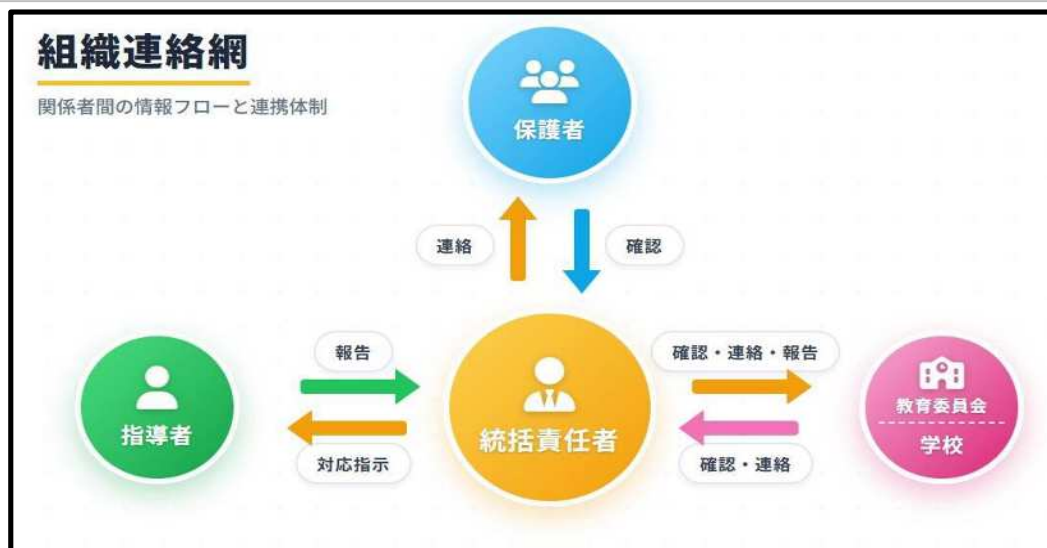 組織連絡網
関係者間の情報フローと連携体制
保護者
連絡
確認
報告
確認・連絡・報告
指導者
統括責任者
教育委員会
学校
対応指示
確認・連絡